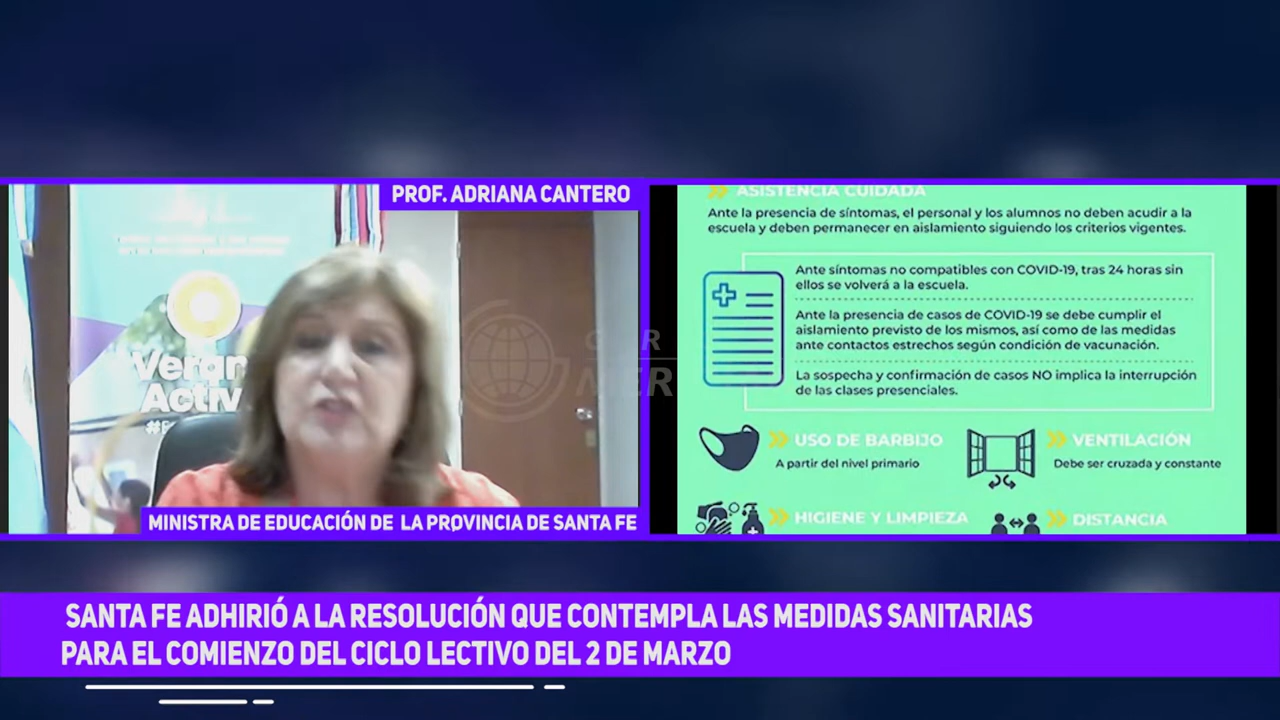 PROF. ADRIANA CANTERO
Veran
Activ
MINISTRA DE EDUCACIÓN DE LA PROVINCIA DE SANTA FE
ASISTENCIA CUIDADA
Ante la presencia de síntomas, el personal y los alumnos no deben acudir a la
escuela y deben permanecer en aislamiento siguiendo los criterios vigentes.
Ante síntomas no compatibles con COVID-19, tras 24 horas sin
ellos se volverá a la escuela.
Ante la presencia de casos de COVID-19 se debe cumplir el
aislamiento previsto de los mismos, así como de las medidas
ante contactos estrechos según condición de vacunación.
La sospecha y confirmación de casos NO implica la interrupción
de las clases presenciales.
USO DE BARBIJO
A partir del nivel primario
VENTILACIÓN
Debe ser cruzada y constante
HIGIENE Y LIMPIEZA
DISTANCIA
SANTA FE ADHIRIÓ A LA RESOLUCIÓN QUE CONTEMPLA LAS MEDIDAS SANITARIAS
PARA EL COMIENZO DEL CICLO LECTIVO DEL 2 DE MARZO